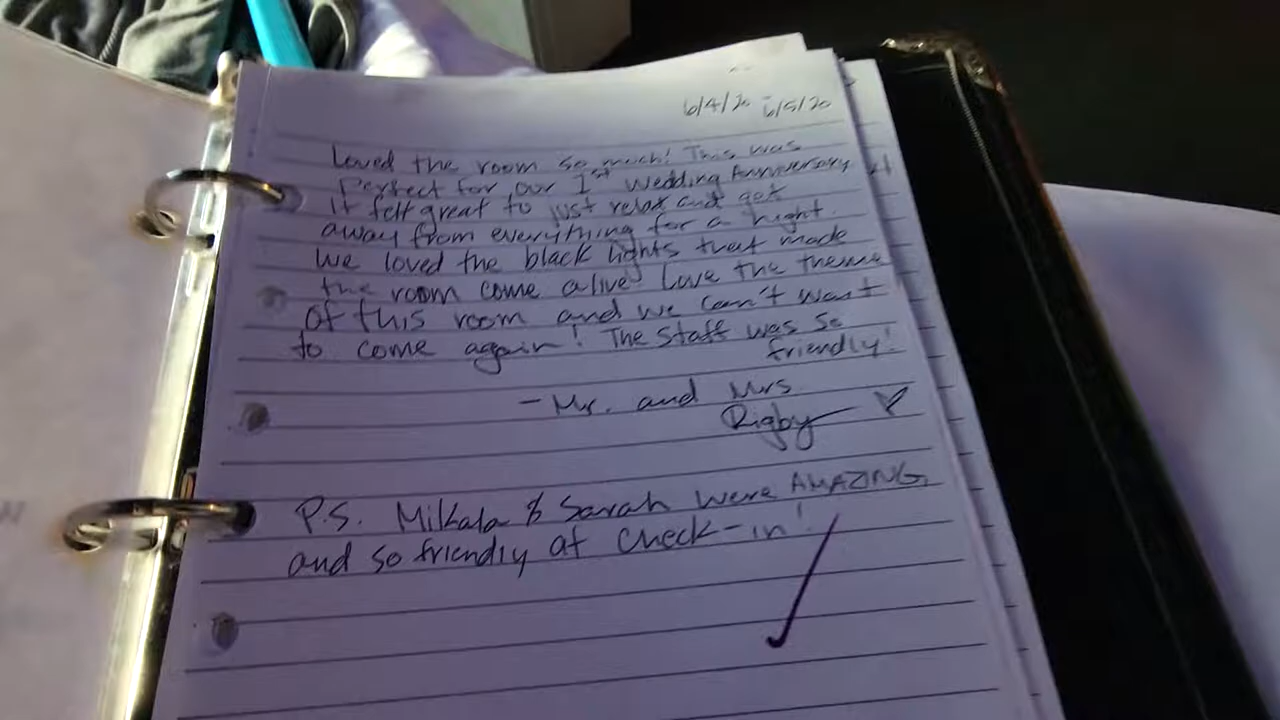 6/4/20 - 6/5/20
Loved the room so much! This was
Perfect for our 1st Wedding Anniversary
it felt great to just relax and get
away from everything for a night.
We loved the black lights that made
the room come alive! Love the theme
of this room and we can't wait
to come again! The Staff was so
friendly!
- Mr. and Mrs.
Rigby
P.S. Mikala & Sarah were AMAZING
and so friendly at check-in!